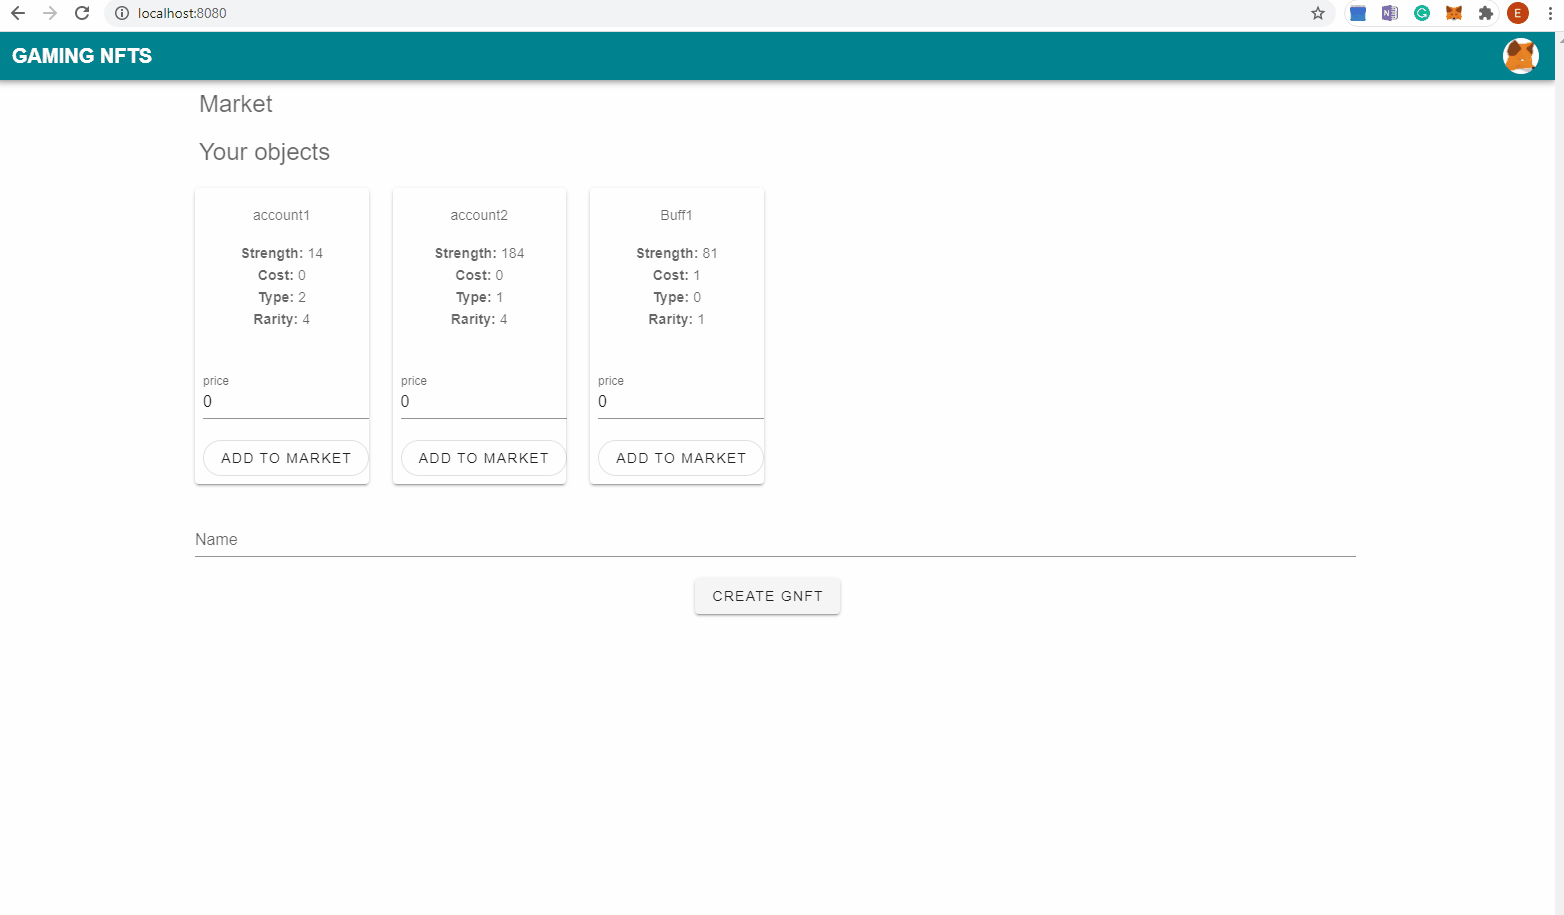 localhost:8080
E
GAMING NFTS
Market
Your objects
account1
Strength: 14
Cost: 0
Type: 2
Rarity: 4
price
0
ADD TO MARKET
account2
Strength: 184
Cost: 0
Type: 1
Rarity: 4
price
0
ADD TO MARKET
Buff1
Strength: 81
Cost: 1
Type: 0
Rarity: 1
price
0
ADD TO MARKET
Name
CREATE GNFT